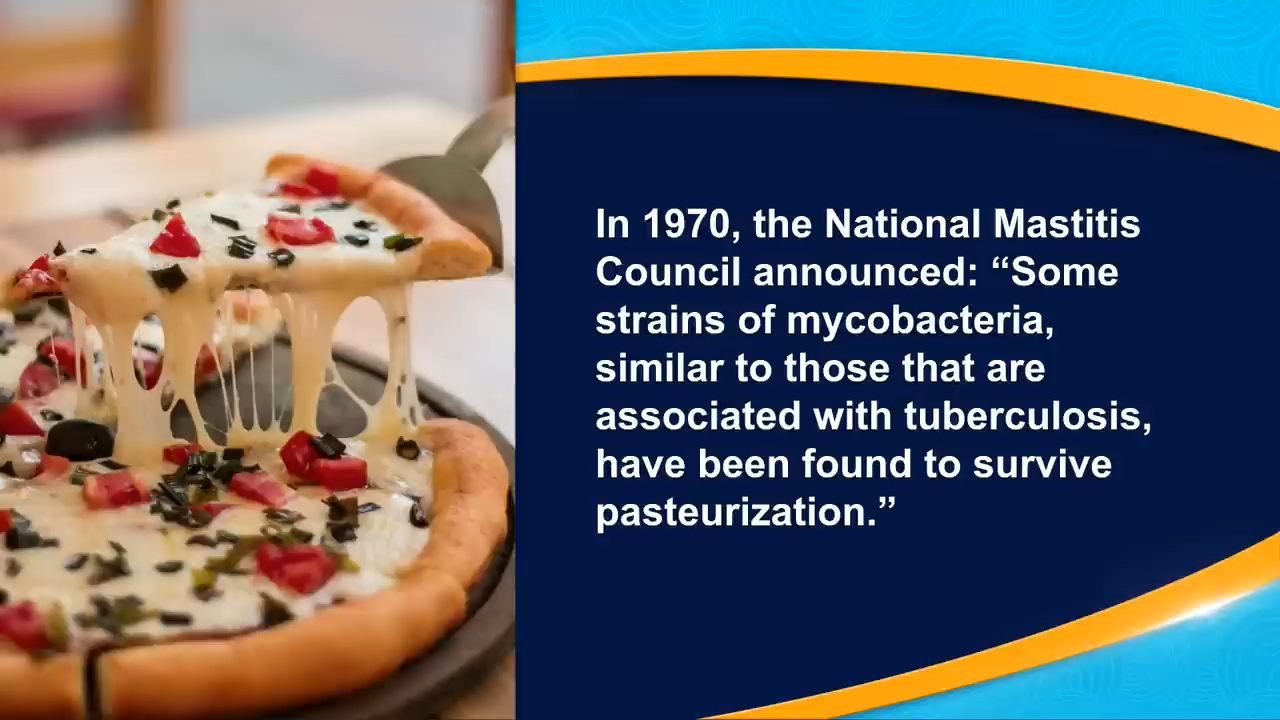 In 1970, the National Mastitis
Council announced: “Some
strains of mycobacteria,
similar to those that are
associated with tuberculosis,
have been found to survive
pasteurization.”